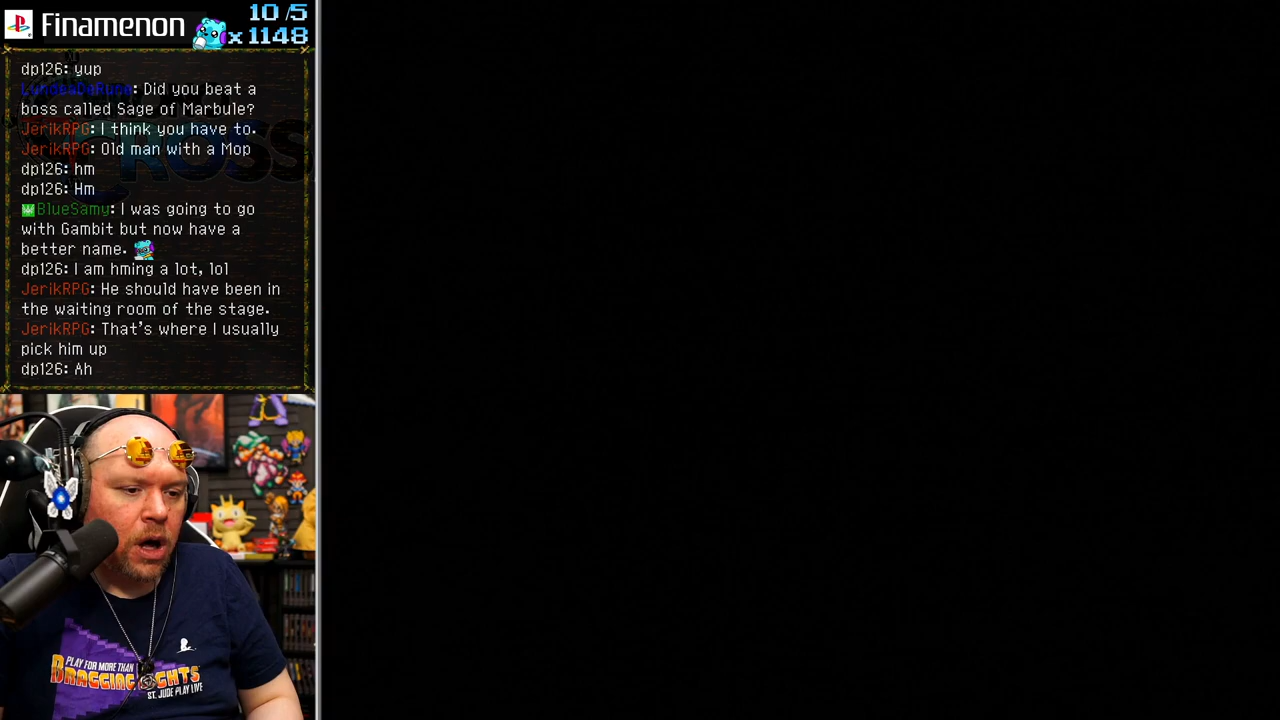 Finamenon
10/5
x1148
dp126: yup
LundeaDeRune: Did you beat a
boss called Sage of Marbule?
JerikRPG: I think you have to.
JerikRPG: Old man with a Mop
dp126: hm
dp126: Hm
BlueSamy: I was going to go
with Gambit but now have a
better name.
dp126: I am hming a lot, lol
JerikRPG: He should have been in
the waiting room of the stage.
JerikRPG: That's where I usually
pick him up
dp126: Ah
PLAY FOR MORE THAN
BRAGGING RIGHTS
ST. JUDE PLAY LIVE